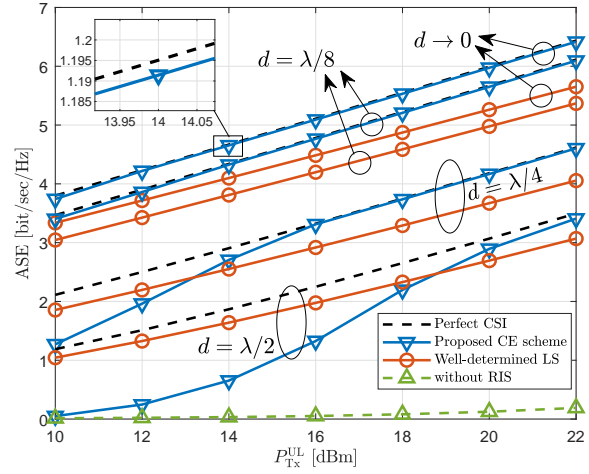 7
6
5
4
3
2
1
0
ASE [bit/sec/Hz]
1.2
1.195
1.19
1.185
13.95 14 14.05
d = λ/8
d → 0
d = λ/4
d = λ/2
Perfect CSI
Proposed CE scheme
Well-determined LS
without RIS
10 12 14 16 18 20 22
P_Tx^UL [dBm]